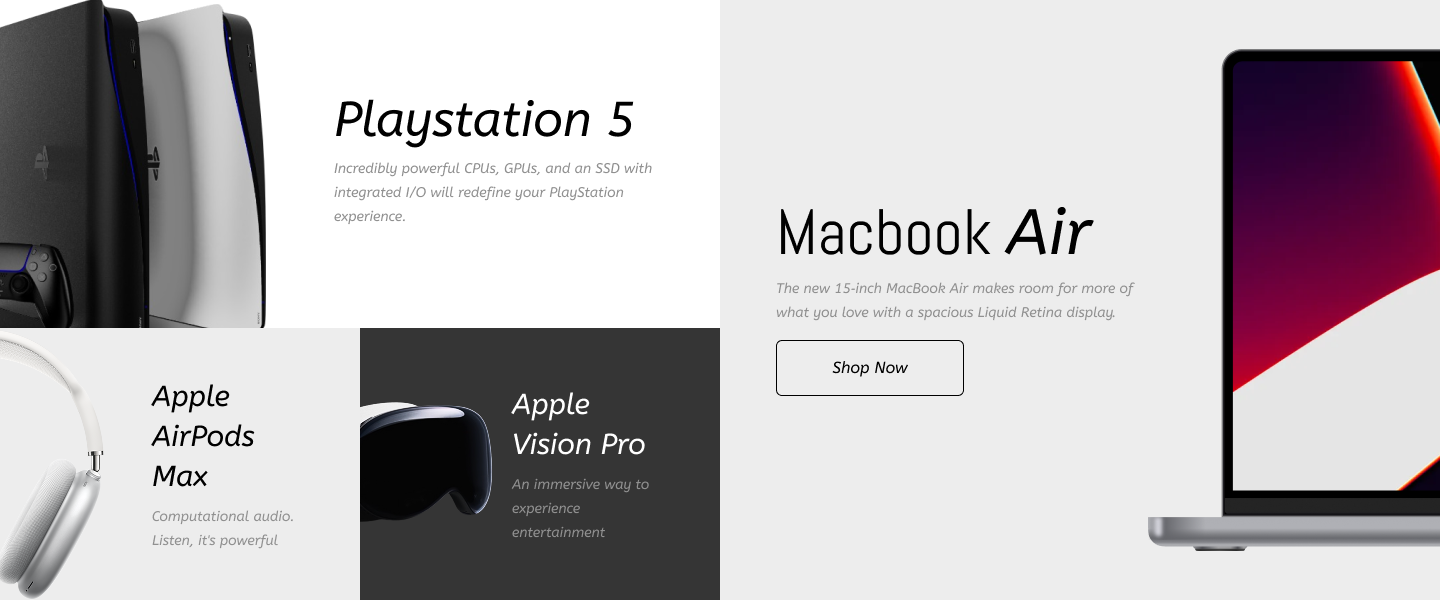 Playstation 5
Incredibly powerful CPUs, GPUs, and an SSD with
integrated I/O will redefine your PlayStation
experience.
Apple
AirPods
Max
Computational audio.
Listen, it's powerful
Apple
Vision Pro
An immersive way to
experience
entertainment
Macbook Air
The new 15-inch MacBook Air makes room for more of
what you love with a spacious Liquid Retina display.
Shop Now